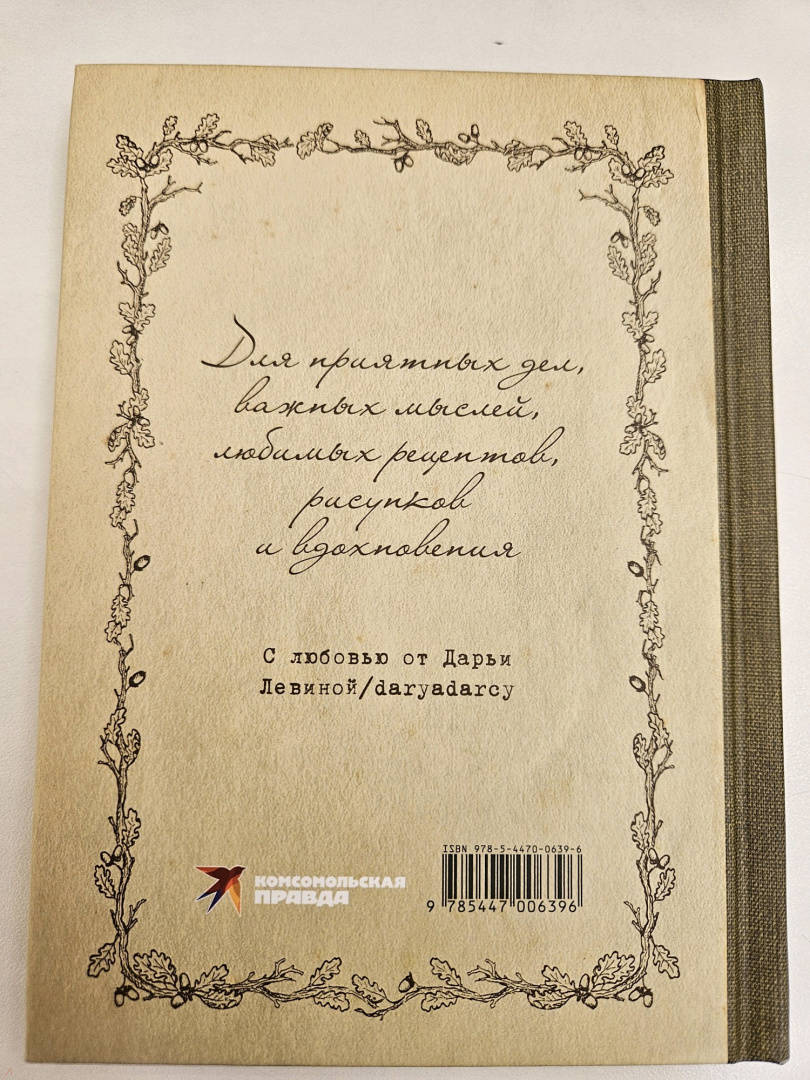 Для приятных дел,
важных мыслей,
любимых рецептов,
рисунков
и вдохновения
С любовью от Дарьи
Левиной/daryadarcy
КОМСОМОЛЬСКАЯ
ПРАВДА
ISBN 978-5-4470-0639-6
9 785447 006396